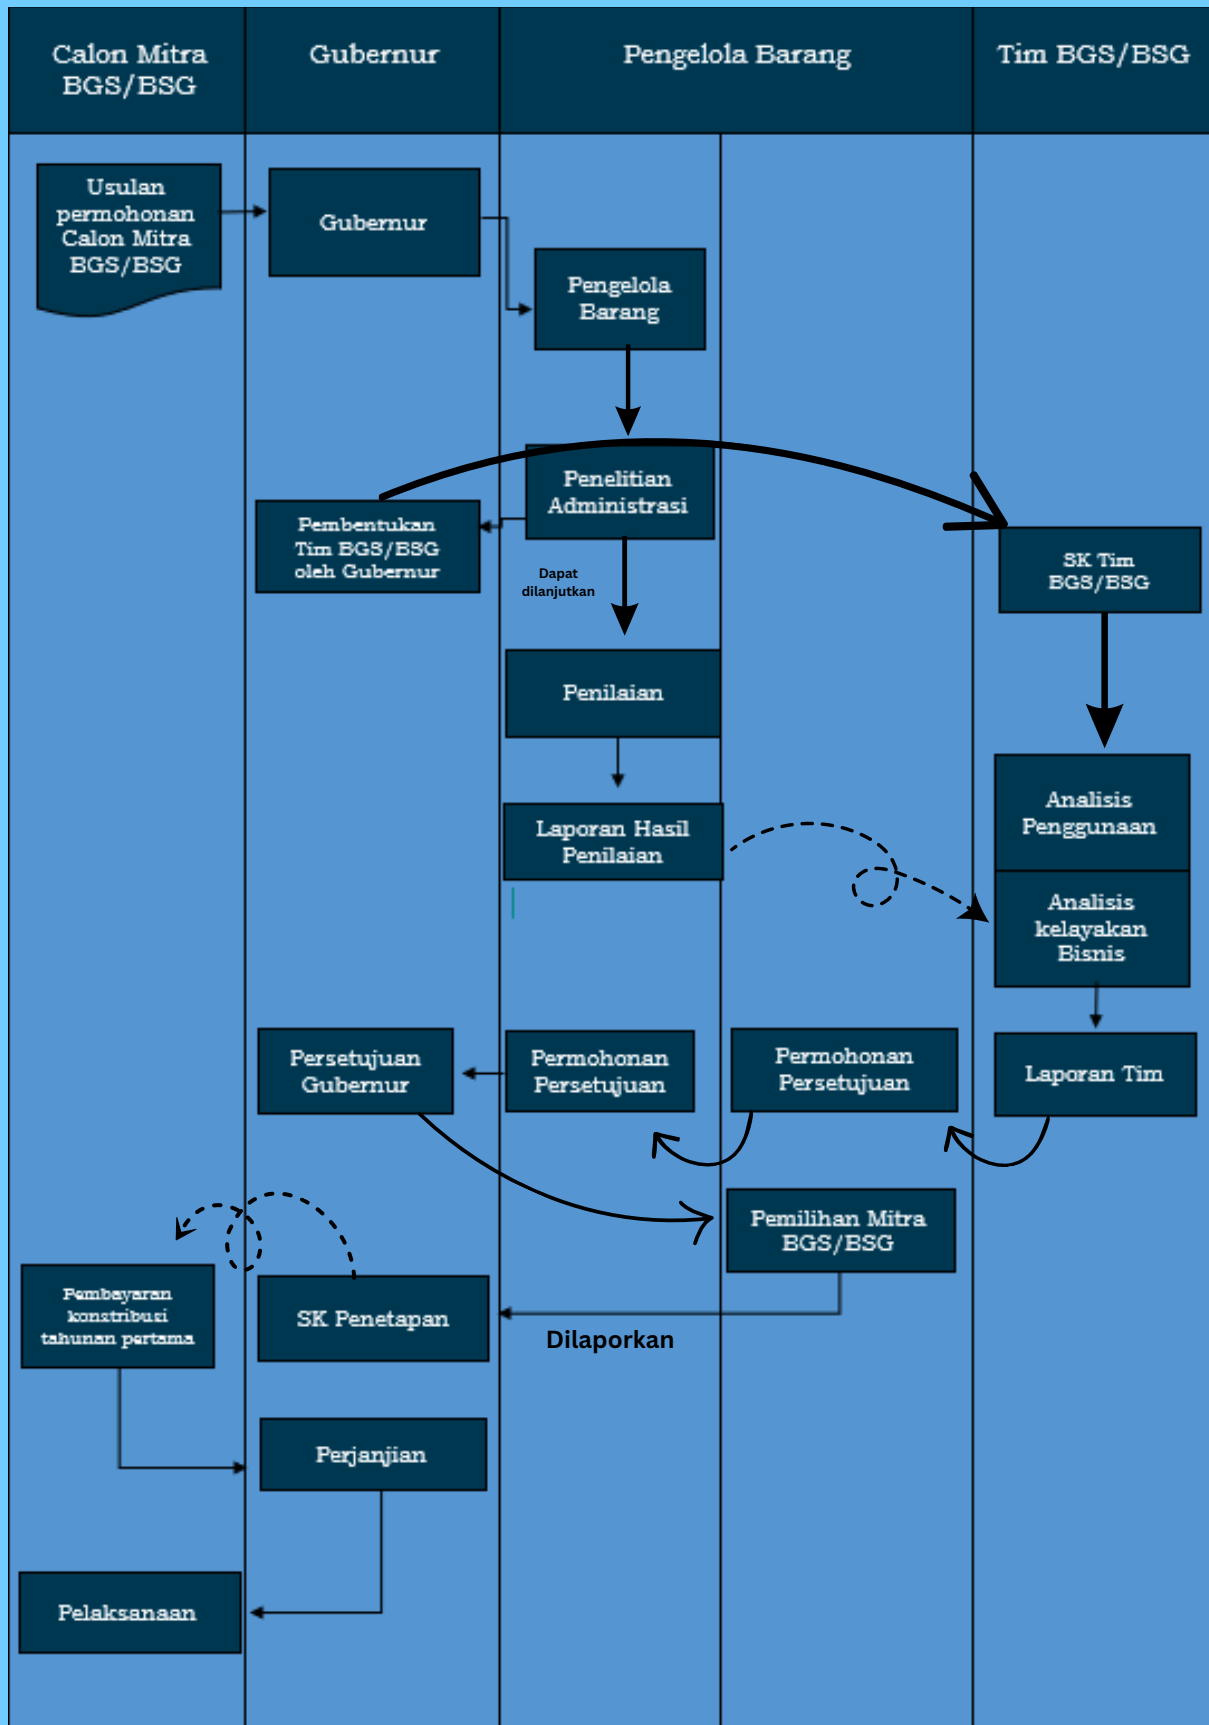 Calon Mitra
BGS/BSG
Gubernur
Pengelola Barang
Tim BGS/BSG
Usulan
permohonan
Calon Mitra
BGS/BSG
Gubernur
Pengelola
Barang
Penelitian
Administrasi
Pembentukan
Tim BGS/BSG
oleh Gubernur
SK Tim
BGS/BSG
Dapat
dilanjutkan
Penilaian
Analisis
Penggunaan
Laporan Hasil
Penilaian
Analisis
kelayakan
Bisnis
Persetujuan
Gubernur
Permohonan
Persetujuan
Permohonan
Persetujuan
Laporan Tim
Pemilihan Mitra
BGS/BSG
Pembayaran
konstribusi
tahunan pertama
SK Penetapan
Dilaporkan
Perjanjian
Pelaksanaan